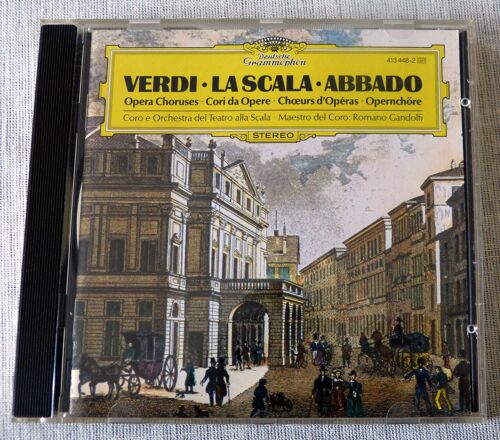 Deutsche
Grammophon
413 448-2
VERDI · LA SCALA · ABBADO
Opera Choruses · Cori da Opere · Chœurs d'Opéras · Opernchöre
Coro e Orchestra del Teatro alla Scala · Maestro del Coro: Romano Gandolfi
STEREO